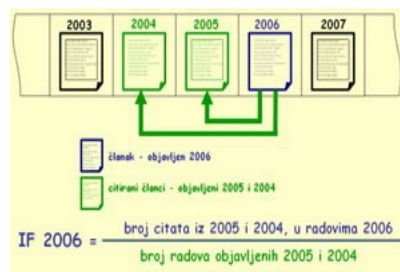 2003 2004 2005 2006 2007
članak - objavljen 2006
citirani članci - objavljeni 2005 i 2004
IF 2006 =
broj citata iz 2005 i 2004, u radovima 2006
broj radova objavljenih 2005 i 2004